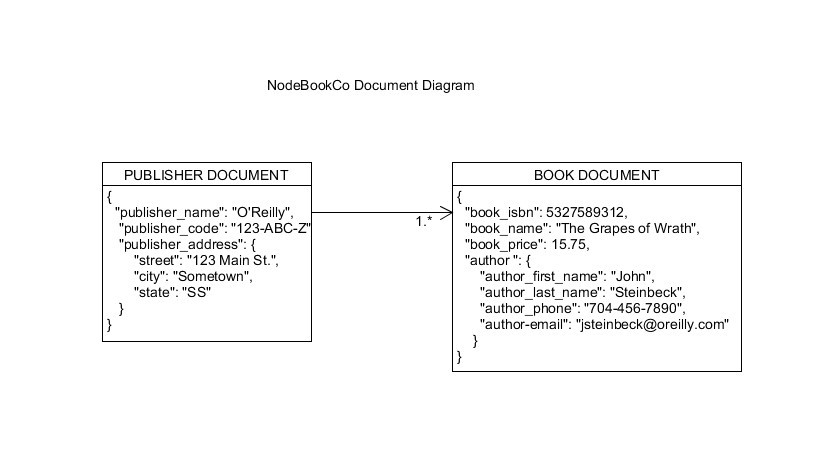 NodeBookCo Document Diagram
PUBLISHER DOCUMENT
{
"publisher_name": "O'Reilly",
"publisher_code": "123-ABC-Z"
"publisher_address": {
"street": "123 Main St.",
"city": "Sometown",
"state": "SS"
}
}
1.*
BOOK DOCUMENT
{
"book_isbn": 5327589312,
"book_name": "The Grapes of Wrath",
"book_price": 15.75,
"author ": {
"author_first_name": "John",
"author_last_name": "Steinbeck",
"author_phone": "704-456-7890",
"author-email": "jsteinbeck@oreilly.com"
}
}